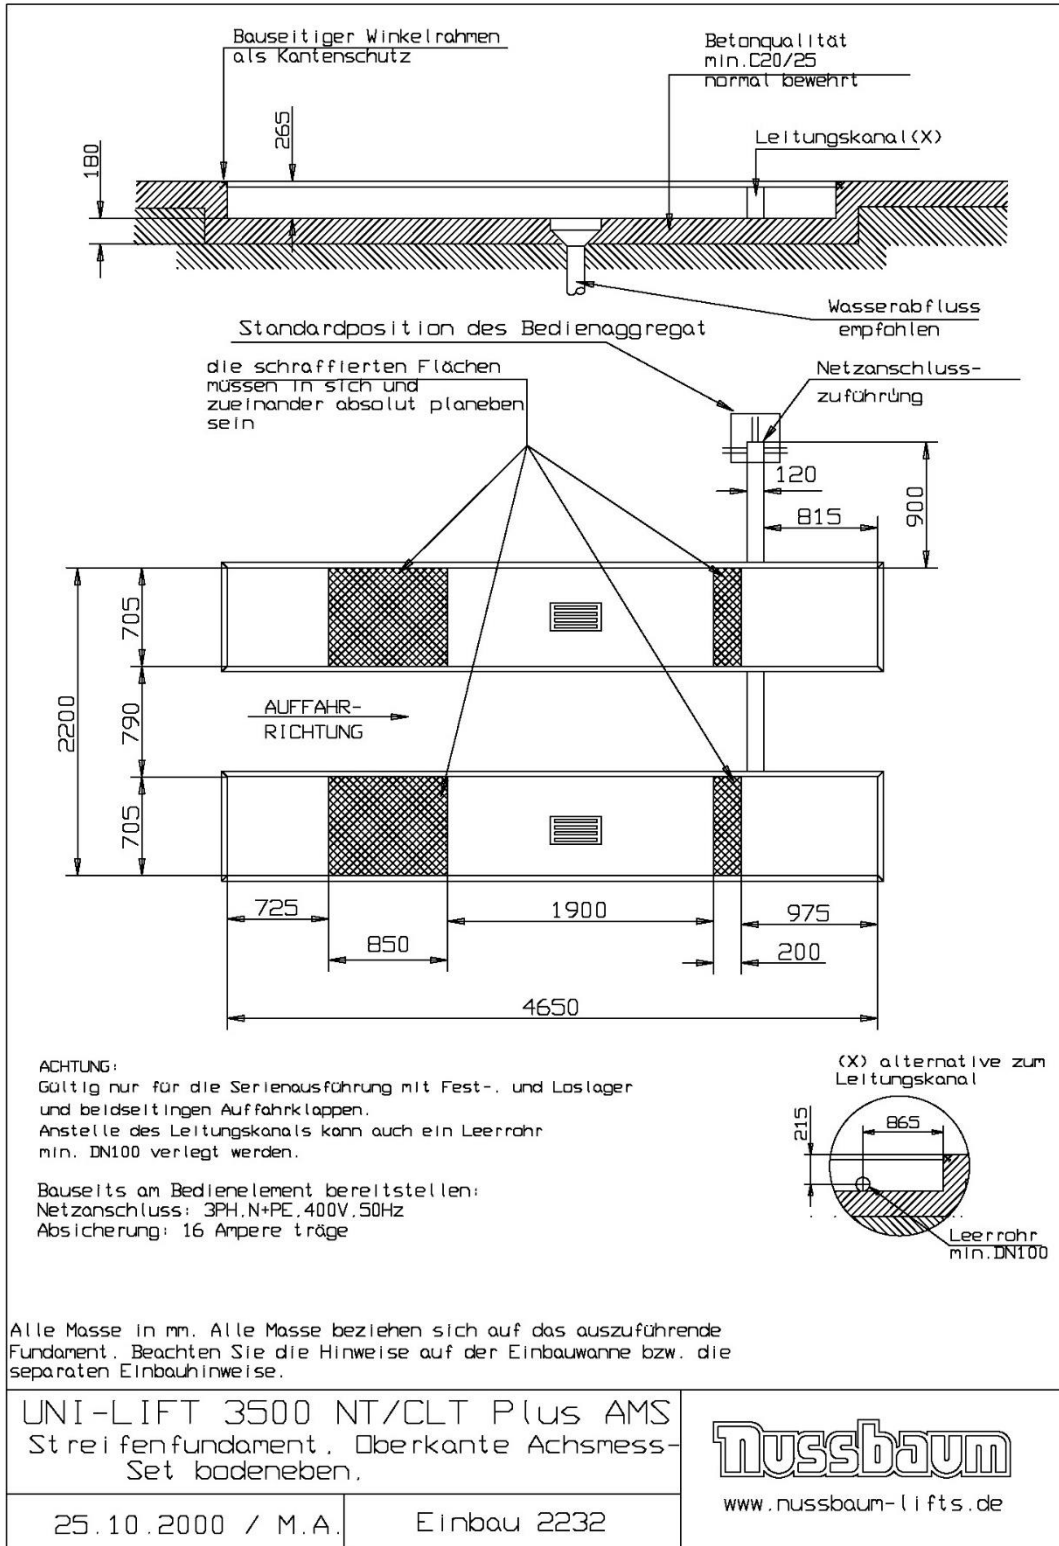 Bauseitiger Winkelrahmen
als Kantenschutz
Betonqualität
min.C20/25
normal bewehrt
265
180
Leitungskanal(X)
Wasserabfluss
empfohlen
Standardposition des Bedienaggregat
die schraffierten Flächen
müssen in sich und
zueinander absolut planeben
sein
Netzanschluss-
zuführung
120
815
900
705
790
2200
705
AUFFAHR-
RICHTUNG
725
1900
975
850
200
4650
ACHTUNG:
Gültig nur für die Serienausführung mit Fest-. und Loslager
und beidseitingen Auffahrklappen.
Anstelle des Leitungskanals kann auch ein Leerrohr
min. DN100 verlegt werden.
Bauseits am Bedienelement bereitstellen:
Netzanschluss: 3PH,N+PE,400V,50Hz
Absicherung: 16 Ampere träge
(X) alternative zum
Leitungskanal
215
865
Leerrohr
min.DN100
Alle Masse in mm. Alle Masse beziehen sich auf das auszuführende
Fundament. Beachten Sie die Hinweise auf der Einbauwanne bzw. die
separaten Einbauhinweise.
UNI-LIFT 3500 NT/CLT Plus AMS
Streifenfundament, Oberkante Achsmess-
Set bodeneben.
25.10.2000 / M.A.
Einbau 2232
Nussbaum
www.nussbaum-lifts.de